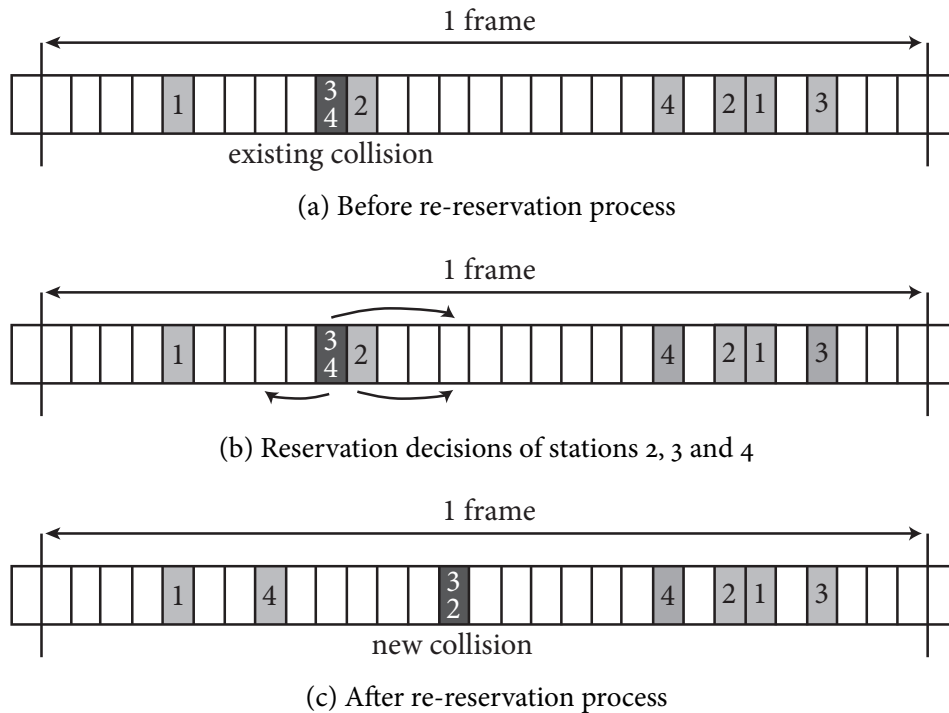 1 frame
1 3 2 4 2 1 3
4
existing collision
(a) Before re-reservation process
1 frame
1 3 2 4 2 1 3
4
(b) Reservation decisions of stations 2, 3 and 4
1 frame
1 4 3 4 2 1 3
2
new collision
(c) After re-reservation process